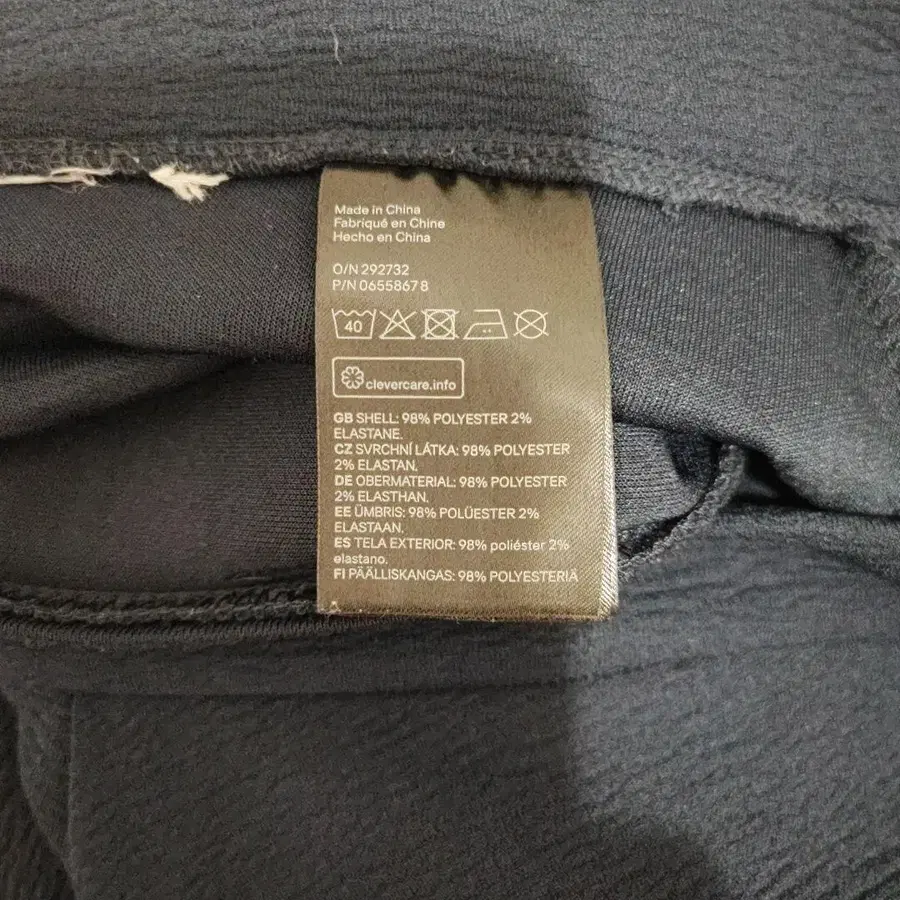 Made in China
Fabriqué en Chine
Hecho en China
O/N 292732
P/N 0655867 8
40
clevercare.info
GB SHELL: 98% POLYESTER 2%
ELASTANE.
CZ SVRCHNÍ LÁTKA: 98% POLYESTER
2% ELASTAN.
DE OBERMATERIAL: 98% POLYESTER
2% ELASTHAN.
EE ÜMBRIS: 98% POLÜESTER 2%
ELASTAAN.
ES TELA EXTERIOR: 98% poliéster 2%
elastano.
FI PÄÄLLISKANGAS: 98% POLYESTERIÄ